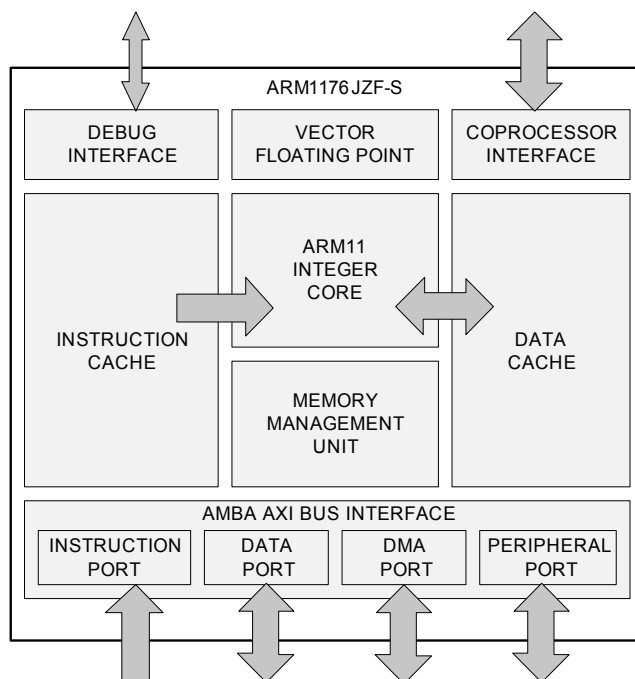 ARM1176JZF-S
DEBUG
INTERFACE
VECTOR
FLOATING POINT
COPROCESSOR
INTERFACE
INSTRUCTION
CACHE
ARM11
INTEGER
CORE
DATA
CACHE
MEMORY
MANAGEMENT
UNIT
AMBA AXI BUS INTERFACE
INSTRUCTION
PORT
DATA
PORT
DMA
PORT
PERIPHERAL
PORT